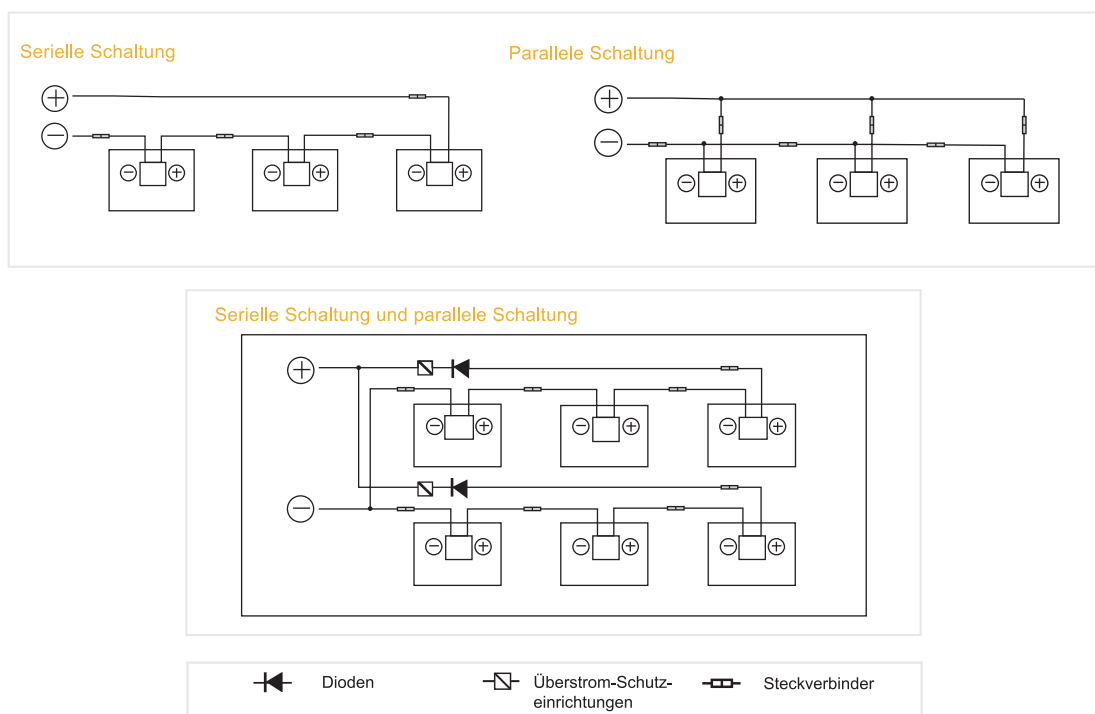 Serielle Schaltung
Parallele Schaltung
Serielle Schaltung und parallele Schaltung
Dioden
Überstrom-Schutz-
einrichtungen
Steckverbinder